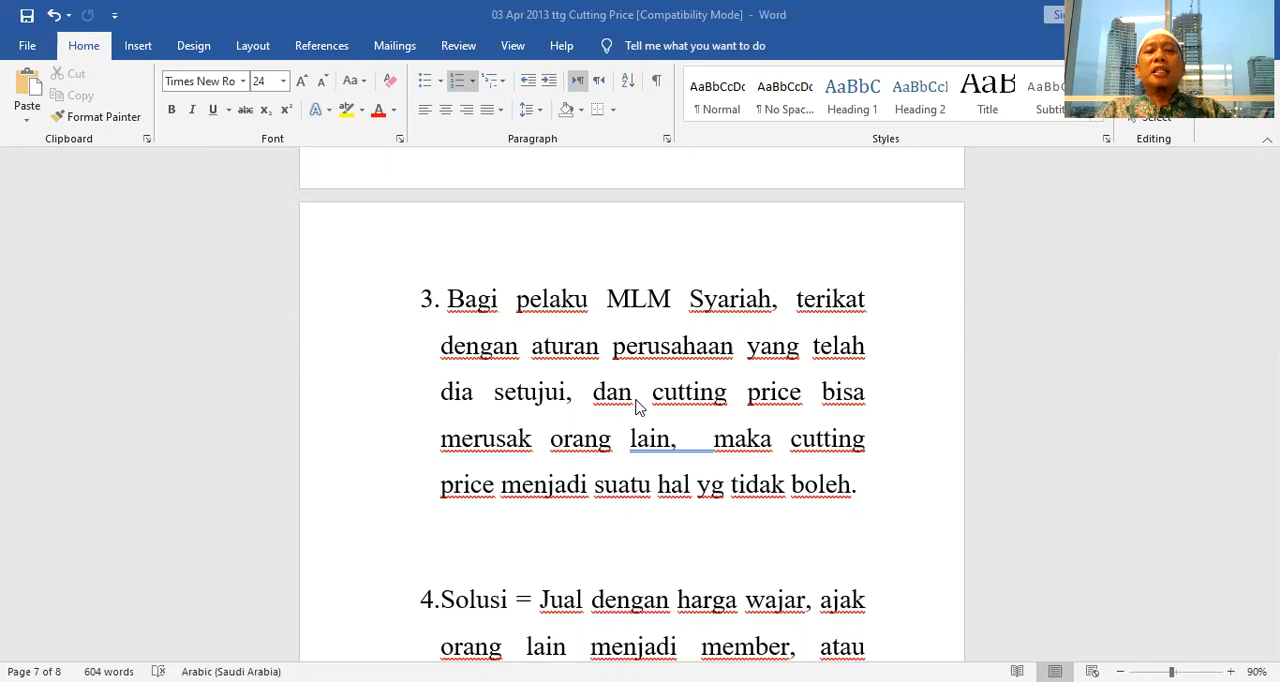 03 Apr 2013 ttg Cutting Price [Compatibility Mode] - Word
File Home Insert Design Layout References Mailings Review View Help Tell me what you want to do
Paste Cut Copy Format Painter
Times New Ro 24
AaBbCcDc AaBbCcDc AaBbC AaBbCc AaB
¶ Normal ¶ No Spac... Heading 1 Heading 2 Title
Clipboard Font Paragraph Styles Editing
3. Bagi pelaku MLM Syariah, terikat
dengan aturan perusahaan yang telah
dia setujui, dan cutting price bisa
merusak orang lain, maka cutting
price menjadi suatu hal yg tidak boleh.
4.Solusi = Jual dengan harga wajar, ajak
orang lain menjadi member, atau
Page 7 of 8 604 words Arabic (Saudi Arabia) 90%